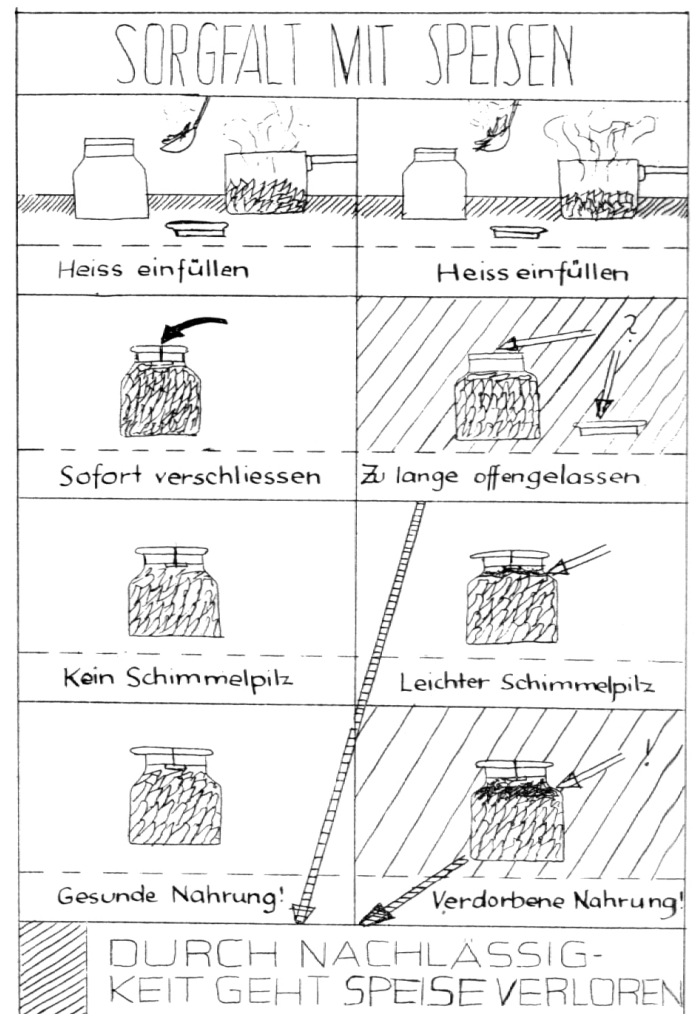 SORGFALT MIT SPEISEN
Heiss einfüllen
Heiss einfüllen
Sofort verschliessen
?
Zu lange offengelassen
Kein Schimmelpilz
Leichter Schimmelpilz
!
Gesunde Nahrung!
Verdorbene Nahrung!
DURCH NACHLÄSSIG-
KEIT GEHT SPEISE VERLOREN